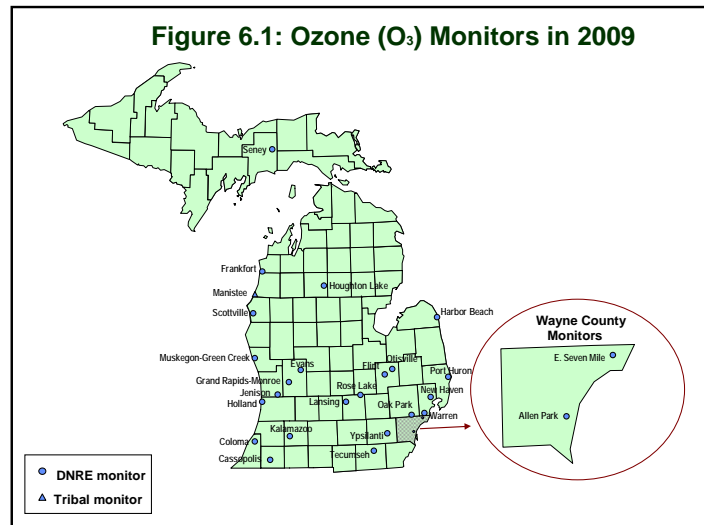 Figure 6.1: Ozone (O₃) Monitors in 2009
Seney
Frankfort
Houghton Lake
Manistee
Scottville
Harbor Beach
Wayne County
Monitors
E. Seven Mile
Allen Park
Muskegon-Green Creek
Evans
Flint
Otisville
Port Huron
Grand Rapids-Monroe
Jenison
Rose Lake
New Haven
Holland
Lansing
Oak Park
Warren
Kalamazoo
Ypsilanti
Coloma
Tecumseh
Cassopolis
DNRE monitor
Tribal monitor